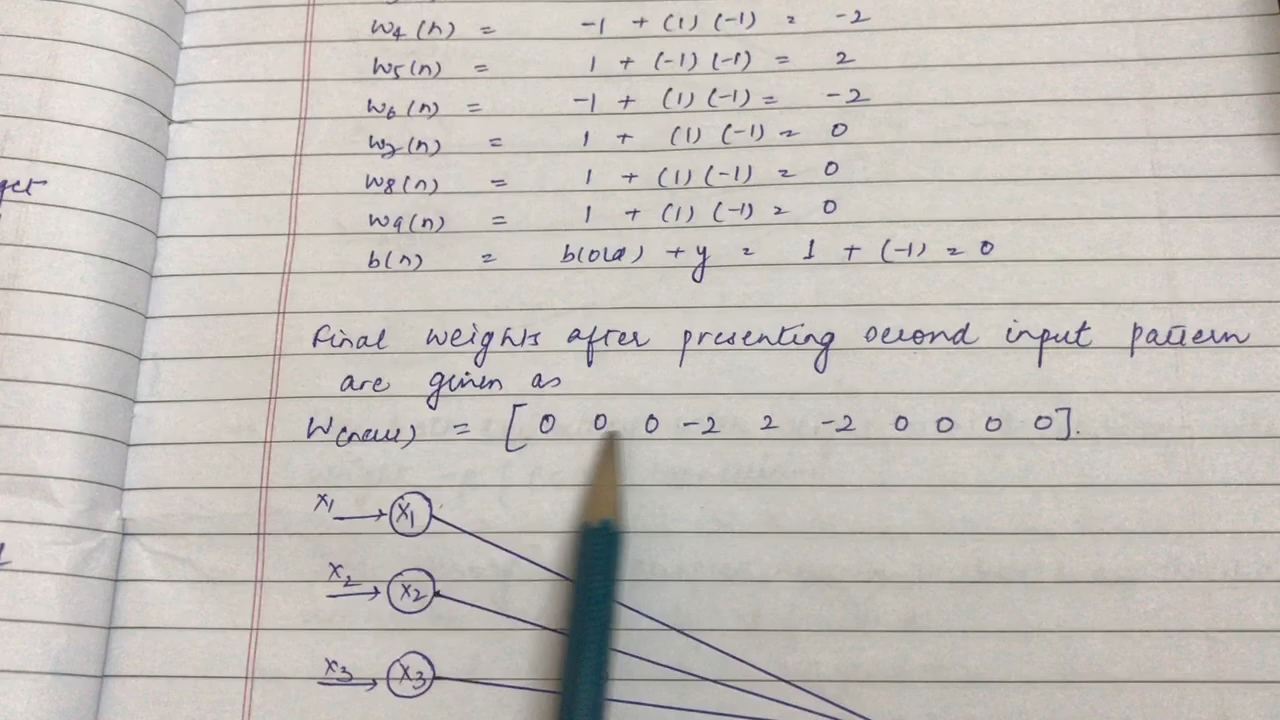 w4(n) = -1 + (1) (-1) = -2
w5(n) = 1 + (-1) (-1) = 2
w6(n) = -1 + (1) (-1) = -2
w7(n) = 1 + (1) (-1) = 0
w8(n) = 1 + (1) (-1) = 0
w9(n) = 1 + (1) (-1) = 0
b(n) = b(old) + y = 1 + (-1) = 0
Final weights after presenting second input pattern
are given as
W(new) = [ 0 0 0 -2 2 -2 0 0 0 0 ].
x1 X1
x2 X2
x3 X3